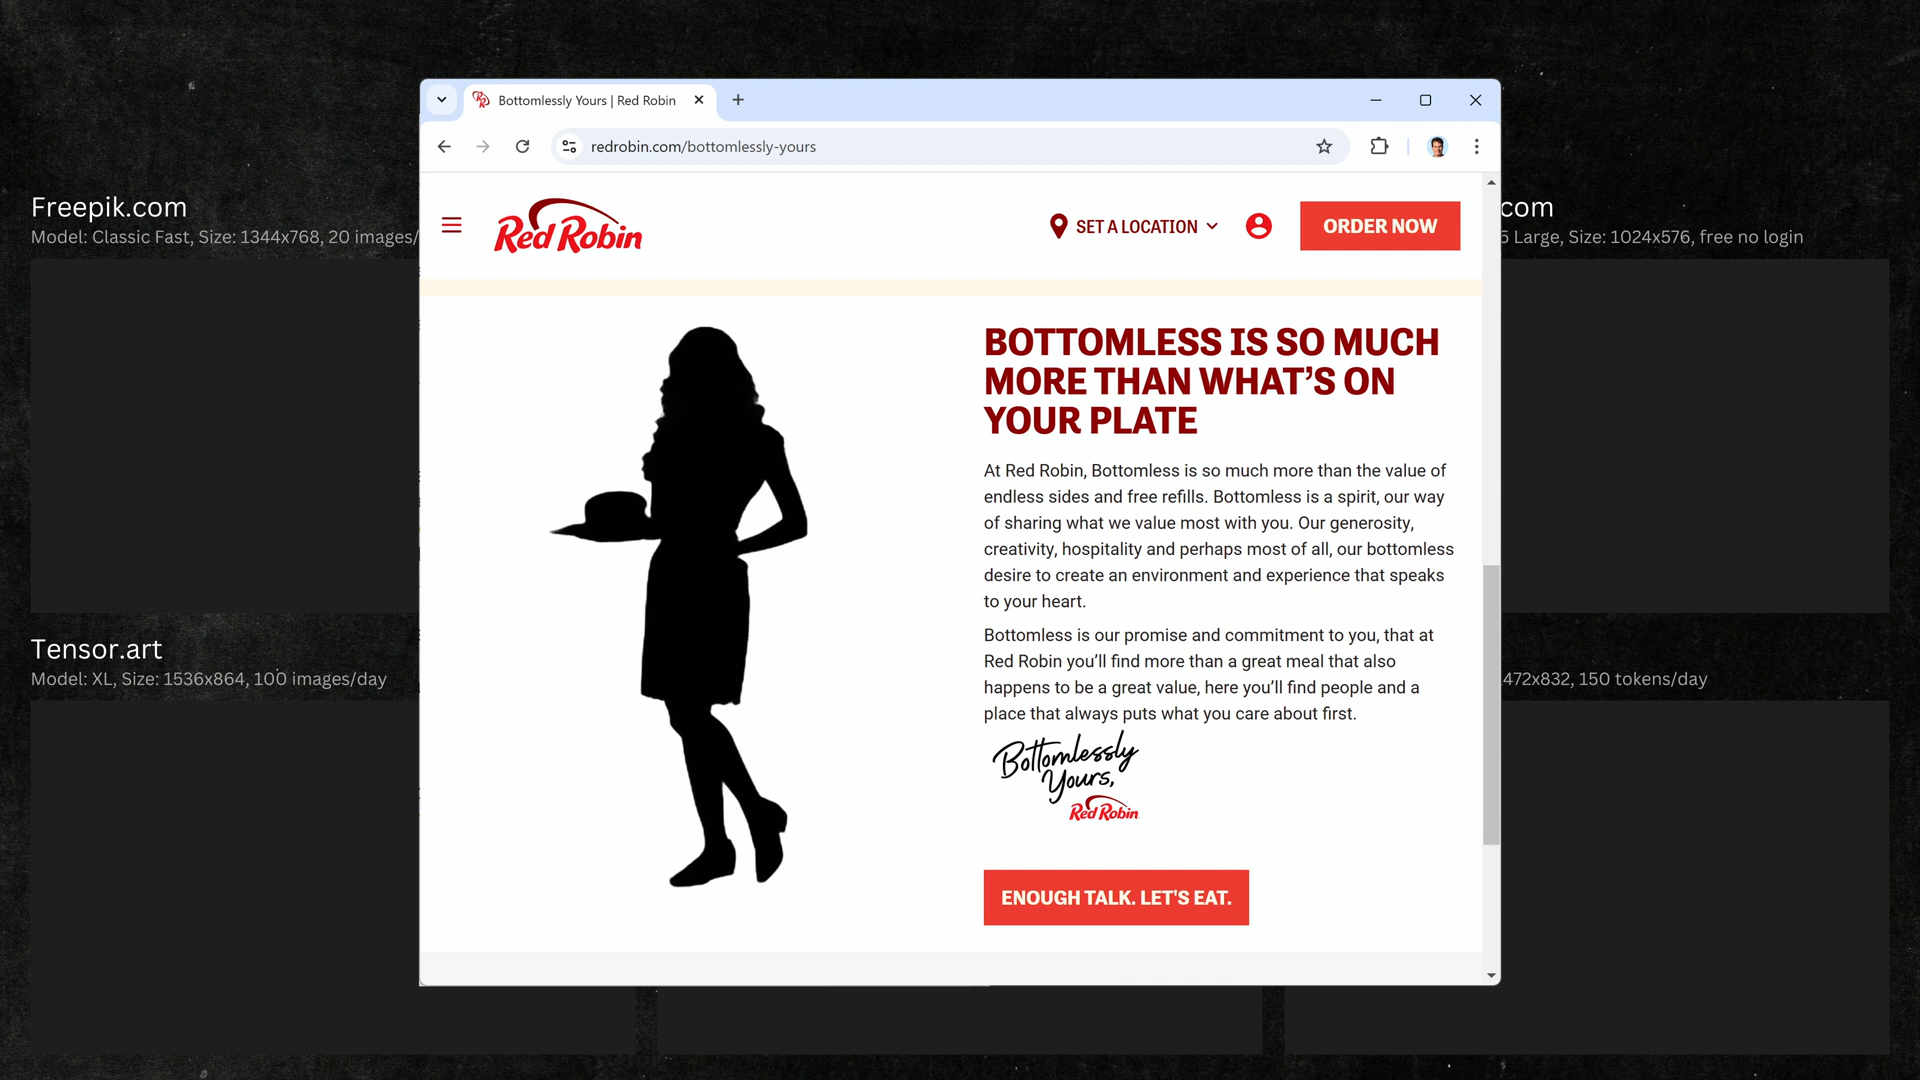 Bottomlessly Yours | Red Robin
redrobin.com/bottomlessly-yours
Red Robin
SET A LOCATION
ORDER NOW
Freepik.com
Model: Classic Fast, Size: 1344x768, 20 images/
com
5 Large, Size: 1024x576, free no login
BOTTOMLESS IS SO MUCH
MORE THAN WHAT’S ON
YOUR PLATE
At Red Robin, Bottomless is so much more than the value of
endless sides and free refills. Bottomless is a spirit, our way
of sharing what we value most with you. Our generosity,
creativity, hospitality and perhaps most of all, our bottomless
desire to create an environment and experience that speaks
to your heart.
Bottomless is our promise and commitment to you, that at
Red Robin you’ll find more than a great meal that also
happens to be a great value, here you’ll find people and a
place that always puts what you care about first.
Bottomlessly
Yours,
Red Robin
ENOUGH TALK. LET'S EAT.
Tensor.art
Model: XL, Size: 1536x864, 100 images/day
472x832, 150 tokens/day